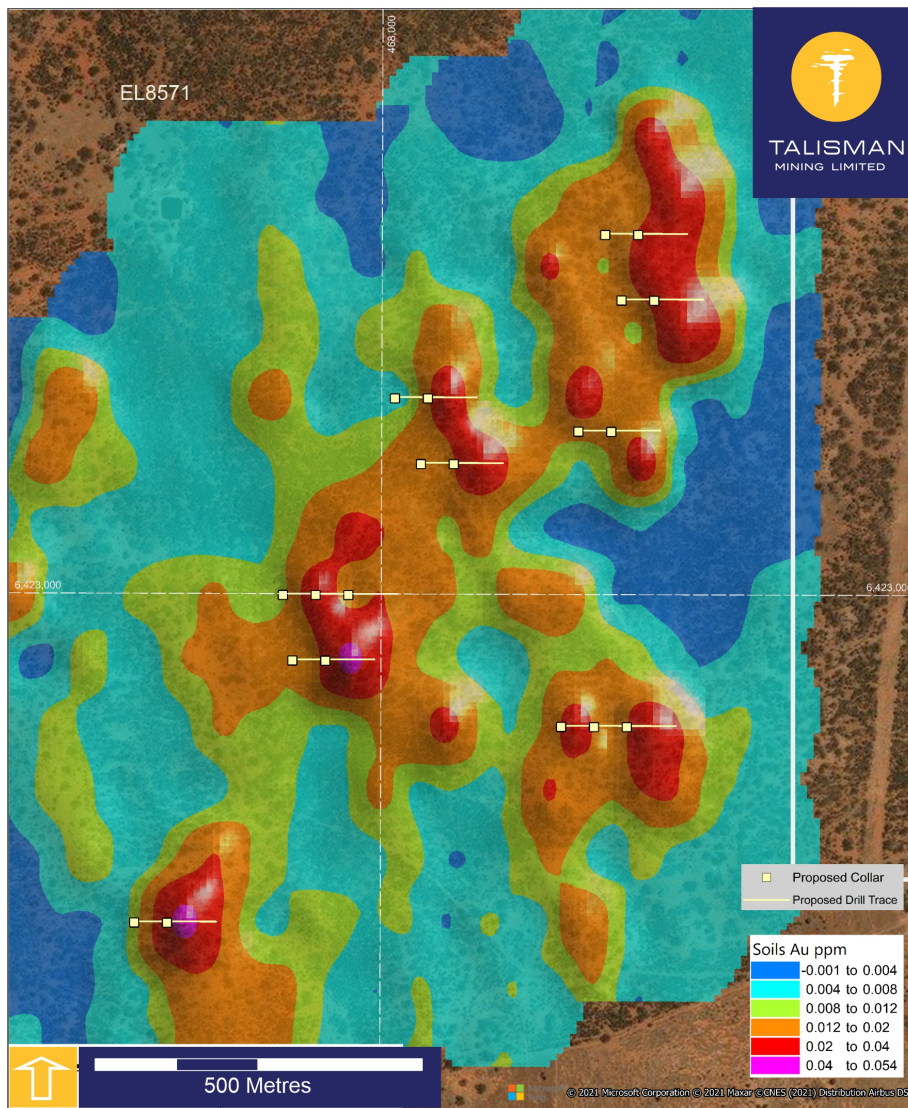 468,000
EL8571
TALISMAN
MINING LIMITED
6,423,000
6,423,00
Proposed Collar
Proposed Drill Trace
Soils Au ppm
-0.001 to 0.004
0.004 to 0.008
0.008 to 0.012
0.012 to 0.02
0.02 to 0.04
0.04 to 0.054
500 Metres
© 2021 Microsoft Corporation © 2021 Maxar ©CNES (2021) Distribution Airbus DS